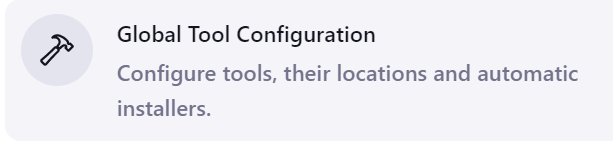 Global Tool Configuration
Configure tools, their locations and automatic
installers.